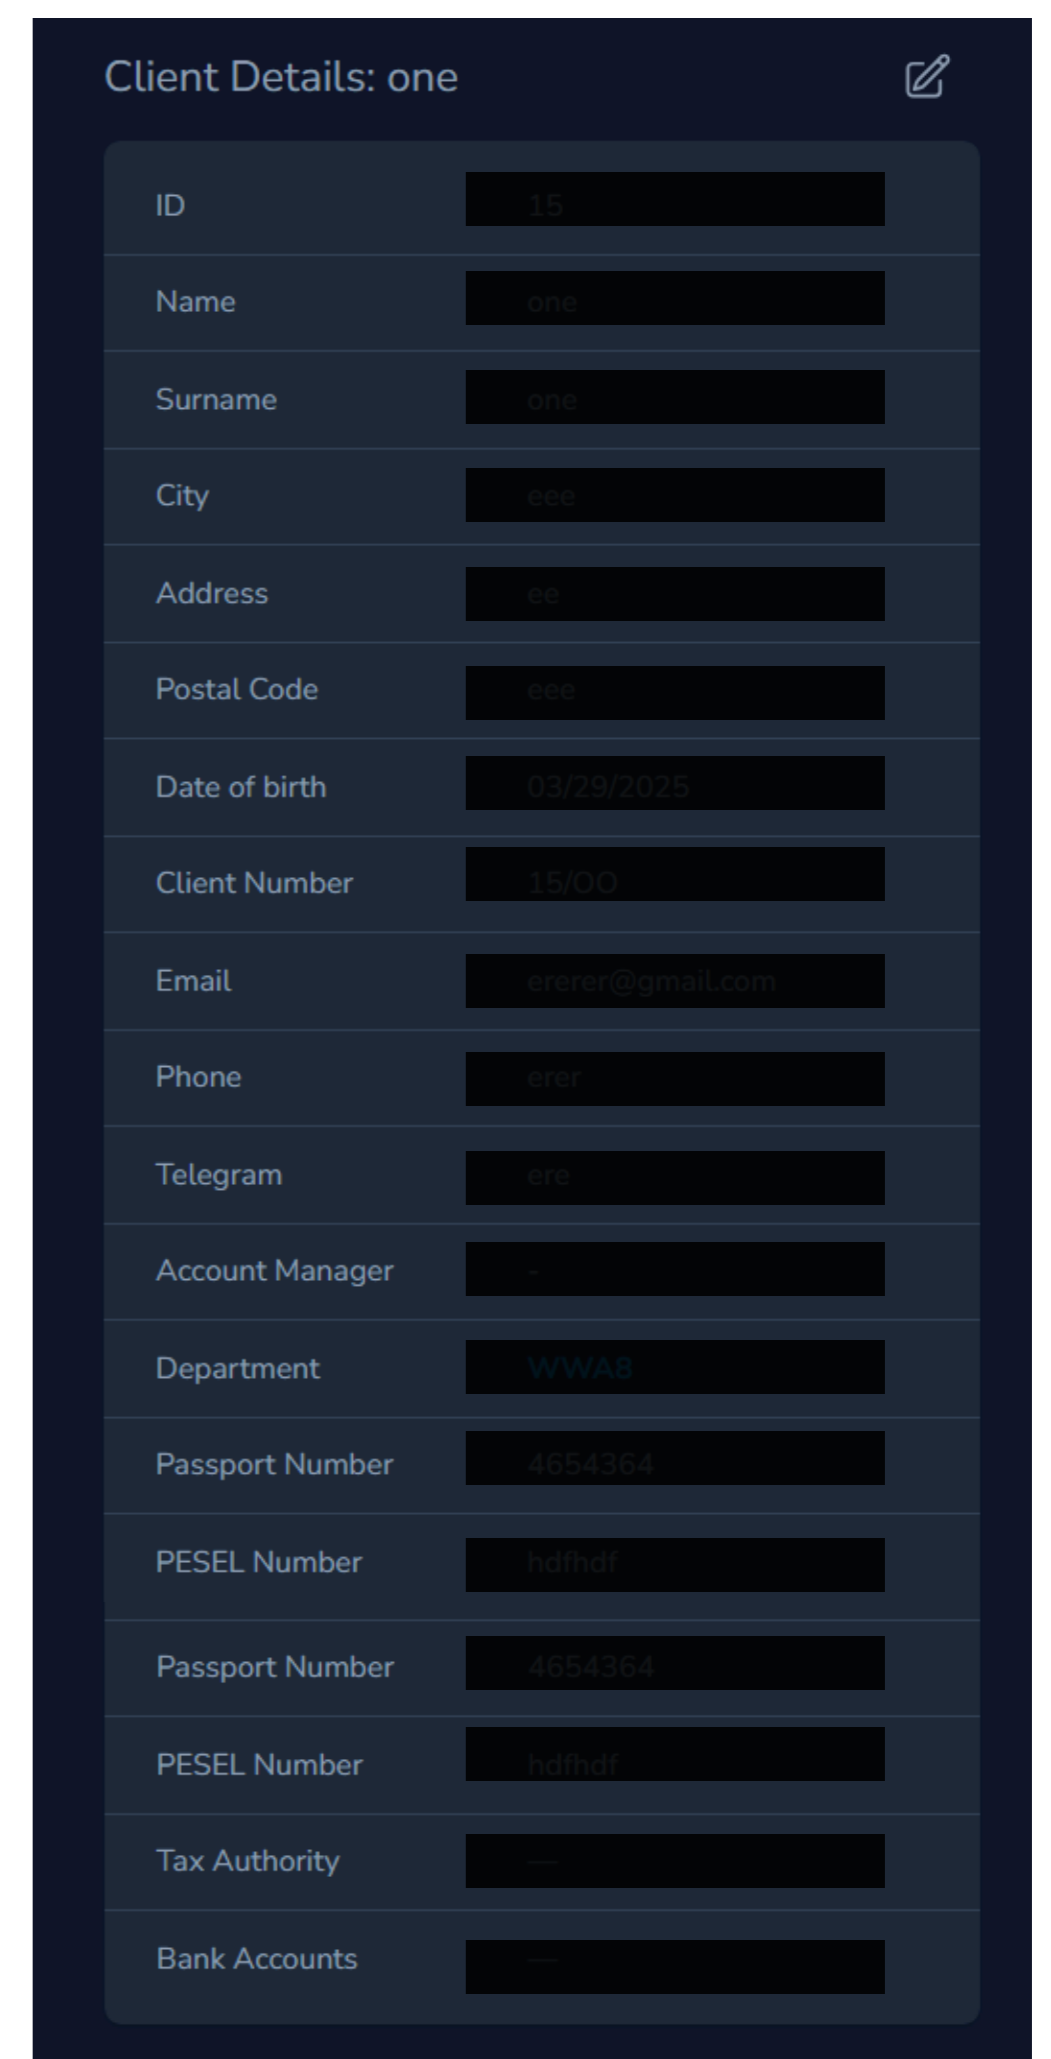 Client Details: one
ID 15
Name one
Surname one
City eee
Address ee
Postal Code eee
Date of birth 03/29/2025
Client Number 15/OO
Email ererer@gmail.com
Phone erer
Telegram ere
Account Manager -
Department WWA8
Passport Number 4654364
PESEL Number hdfhdf
Passport Number 4654364
PESEL Number hdfhdf
Tax Authority —
Bank Accounts —